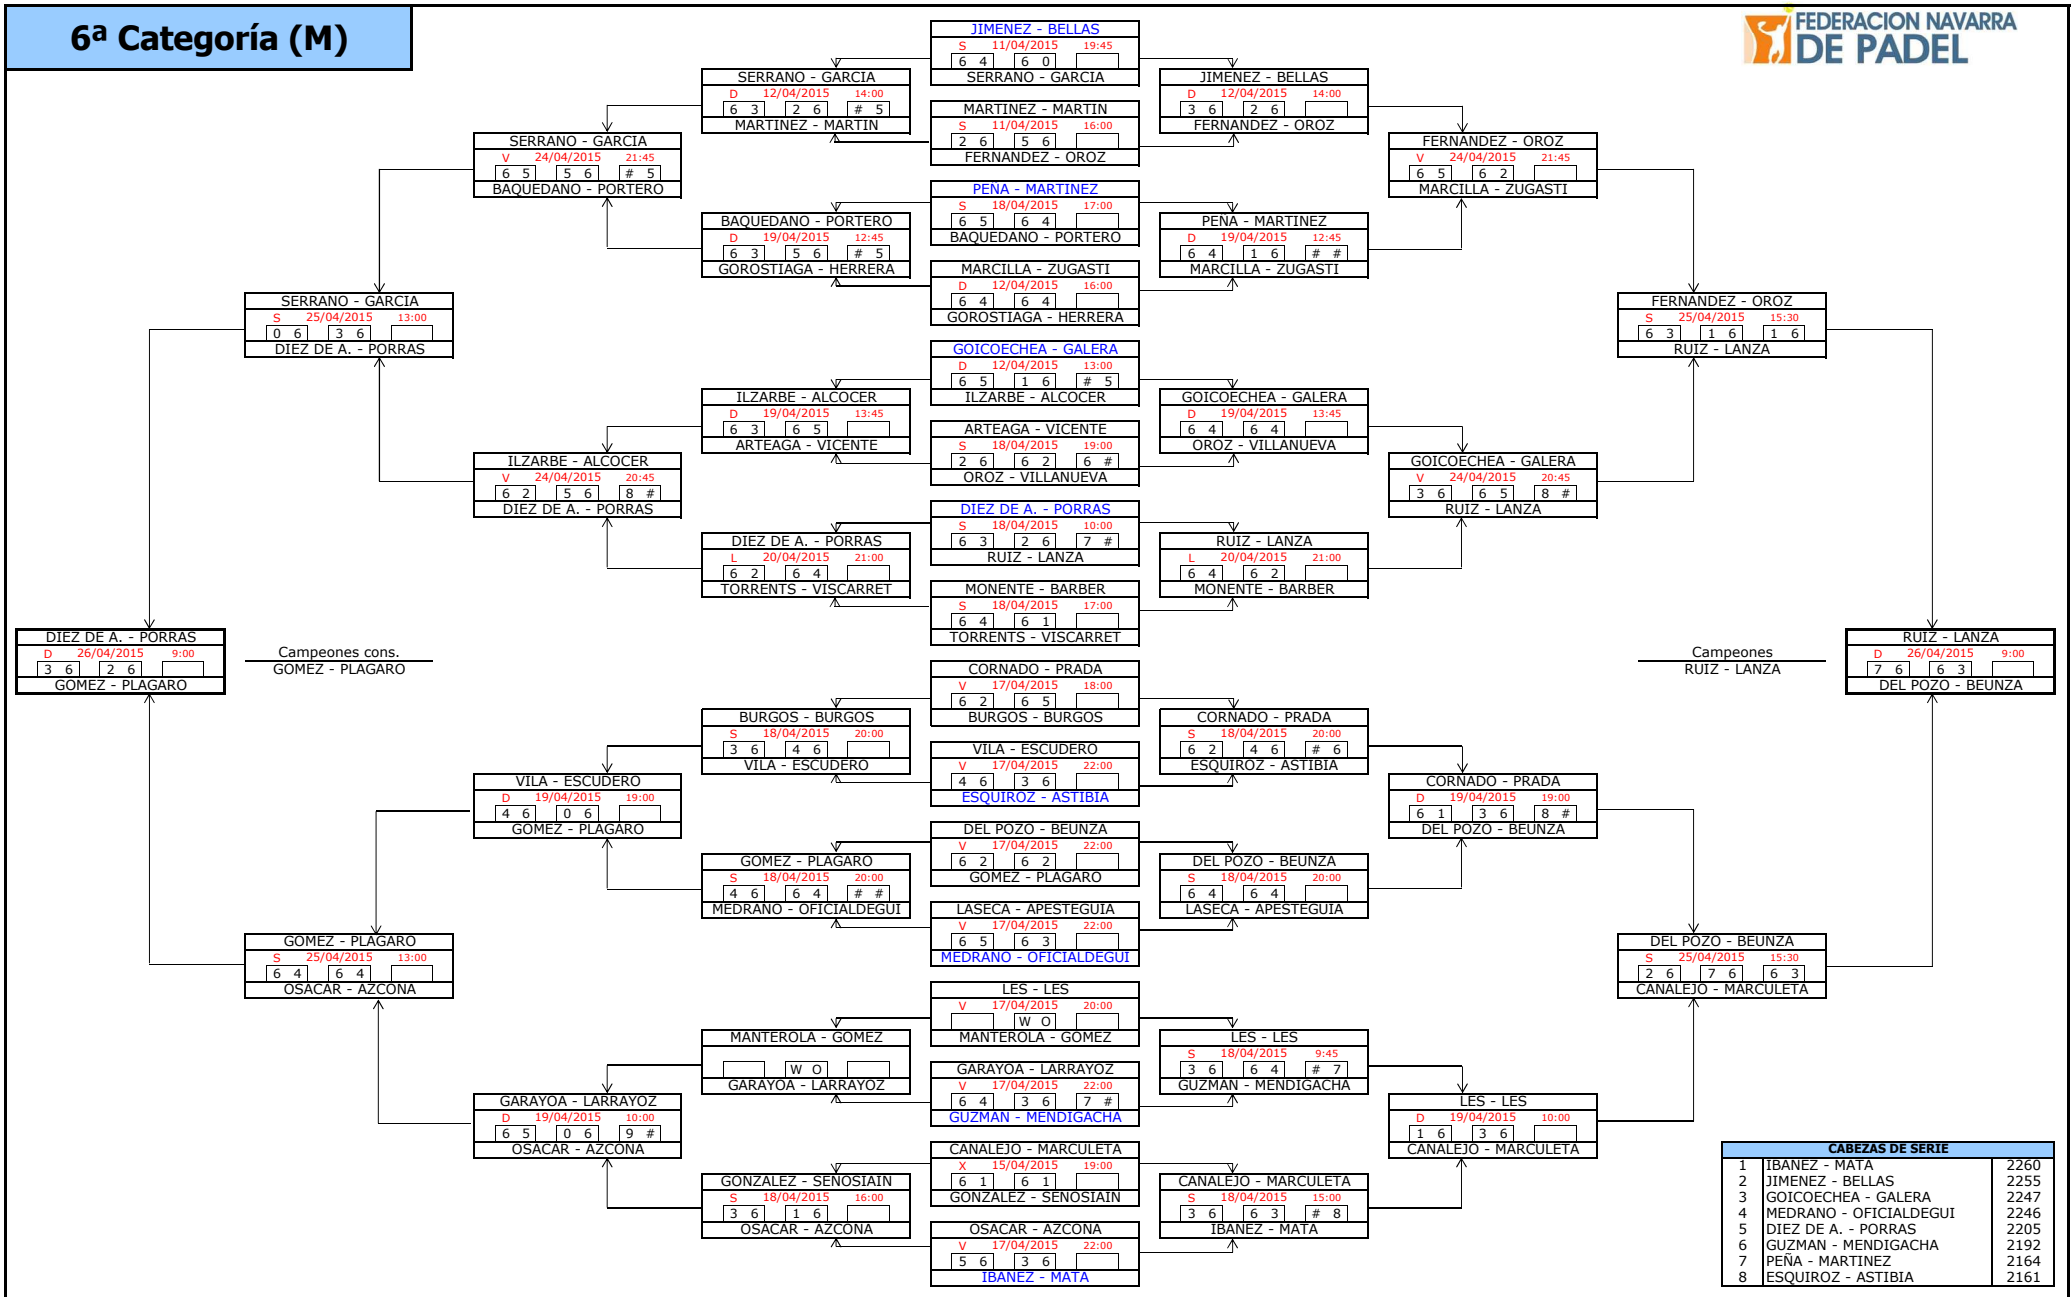 6ª Categoría (M)
FEDERACION NAVARRA
DE PADEL
DIEZ DE A. - PORRAS
D 26/04/2015 9:00
3 6 2 6
GOMEZ - PLAGARO
Campeones cons.
GOMEZ - PLAGARO
SERRANO - GARCIA
S 25/04/2015 13:00
0 6 3 6
DIEZ DE A. - PORRAS
GOMEZ - PLAGARO
S 25/04/2015 13:00
6 4 6 4
OSACAR - AZCONA
SERRANO - GARCIA
V 24/04/2015 21:45
6 5 5 6 # 5
BAQUEDANO - PORTERO
ILZARBE - ALCOCER
V 24/04/2015 20:45
6 2 5 6 8 #
DIEZ DE A. - PORRAS
VILA - ESCUDERO
D 19/04/2015 19:00
4 6 0 6
GOMEZ - PLAGARO
GARAYOA - LARRAYOZ
D 19/04/2015 10:00
6 5 0 6 9 #
OSACAR - AZCONA
SERRANO - GARCIA
D 12/04/2015 14:00
6 3 2 6 # 5
MARTINEZ - MARTIN
BAQUEDANO - PORTERO
D 19/04/2015 12:45
6 3 5 6 # 5
GOROSTIAGA - HERRERA
ILZARBE - ALCOCER
D 19/04/2015 13:45
6 3 6 5
ARTEAGA - VICENTE
DIEZ DE A. - PORRAS
L 20/04/2015 21:00
6 2 6 4
TORRENTS - VISCARRET
BURGOS - BURGOS
S 18/04/2015 20:00
3 6 4 6
VILA - ESCUDERO
GOMEZ - PLAGARO
S 18/04/2015 20:00
4 6 6 4 # #
MEDRANO - OFICIALDEGUI
MANTEROLA - GOMEZ
W O
GARAYOA - LARRAYOZ
GONZALEZ - SENOSIAIN
S 18/04/2015 16:00
3 6 1 6
OSACAR - AZCONA
JIMENEZ - BELLAS
S 11/04/2015 19:45
6 4 6 0
SERRANO - GARCIA
MARTINEZ - MARTIN
S 11/04/2015 16:00
2 6 5 6
FERNANDEZ - OROZ
PEÑA - MARTINEZ
S 18/04/2015 17:00
6 5 6 4
BAQUEDANO - PORTERO
MARCILLA - ZUGASTI
D 12/04/2015 16:00
6 4 6 4
GOROSTIAGA - HERRERA
GOICOECHEA - GALERA
D 12/04/2015 13:00
6 5 1 6 # 5
ILZARBE - ALCOCER
ARTEAGA - VICENTE
S 18/04/2015 19:00
2 6 6 2 6 #
OROZ - VILLANUEVA
DIEZ DE A. - PORRAS
S 18/04/2015 10:00
6 3 2 6 7 #
RUIZ - LANZA
MONENTE - BARBER
S 18/04/2015 17:00
6 4 6 1
TORRENTS - VISCARRET
CORNADO - PRADA
V 17/04/2015 18:00
6 2 6 5
BURGOS - BURGOS
VILA - ESCUDERO
V 17/04/2015 22:00
4 6 3 6
ESQUIROZ - ASTIBIA
DEL POZO - BEUNZA
V 17/04/2015 22:00
6 2 6 2
GOMEZ - PLAGARO
LASECA - APESTEGUIA
V 17/04/2015 22:00
6 5 6 3
MEDRANO - OFICIALDEGUI
LES - LES
V 17/04/2015 20:00
W O
MANTEROLA - GOMEZ
GARAYOA - LARRAYOZ
V 17/04/2015 22:00
6 4 3 6 7 #
GUZMAN - MENDIGACHA
CANALEJO - MARCULETA
X 15/04/2015 19:00
6 1 6 1
GONZALEZ - SENOSIAIN
OSACAR - AZCONA
V 17/04/2015 22:00
5 6 3 6
IBANEZ - MATA
JIMENEZ - BELLAS
D 12/04/2015 14:00
3 6 2 6
FERNANDEZ - OROZ
PEÑA - MARTINEZ
D 19/04/2015 12:45
6 4 1 6 # #
MARCILLA - ZUGASTI
GOICOECHEA - GALERA
D 19/04/2015 13:45
6 4 6 4
OROZ - VILLANUEVA
RUIZ - LANZA
L 20/04/2015 21:00
6 4 6 2
MONENTE - BARBER
CORNADO - PRADA
S 18/04/2015 20:00
6 2 4 6 # 6
ESQUIROZ - ASTIBIA
DEL POZO - BEUNZA
S 18/04/2015 20:00
6 4 6 4
LASECA - APESTEGUIA
LES - LES
S 18/04/2015 9:45
3 6 6 4 # 7
GUZMAN - MENDIGACHA
CANALEJO - MARCULETA
S 18/04/2015 15:00
3 6 6 3 # 8
IBANEZ - MATA
FERNANDEZ - OROZ
V 24/04/2015 21:45
6 5 6 2
MARCILLA - ZUGASTI
GOICOECHEA - GALERA
V 24/04/2015 20:45
3 6 6 5 8 #
RUIZ - LANZA
CORNADO - PRADA
D 19/04/2015 19:00
6 1 3 6 8 #
DEL POZO - BEUNZA
LES - LES
D 19/04/2015 10:00
1 6 3 6
CANALEJO - MARCULETA
FERNANDEZ - OROZ
S 25/04/2015 15:30
6 3 1 6 1 6
RUIZ - LANZA
DEL POZO - BEUNZA
S 25/04/2015 15:30
2 6 7 6 6 3
CANALEJO - MARCULETA
Campeones
RUIZ - LANZA
RUIZ - LANZA
D 26/04/2015 9:00
7 6 6 3
DEL POZO - BEUNZA
CABEZAS DE SERIE
1 IBANEZ - MATA 2260
2 JIMENEZ - BELLAS 2255
3 GOICOECHEA - GALERA 2247
4 MEDRANO - OFICIALDEGUI 2246
5 DIEZ DE A. - PORRAS 2205
6 GUZMAN - MENDIGACHA 2192
7 PEÑA - MARTINEZ 2164
8 ESQUIROZ - ASTIBIA 2161